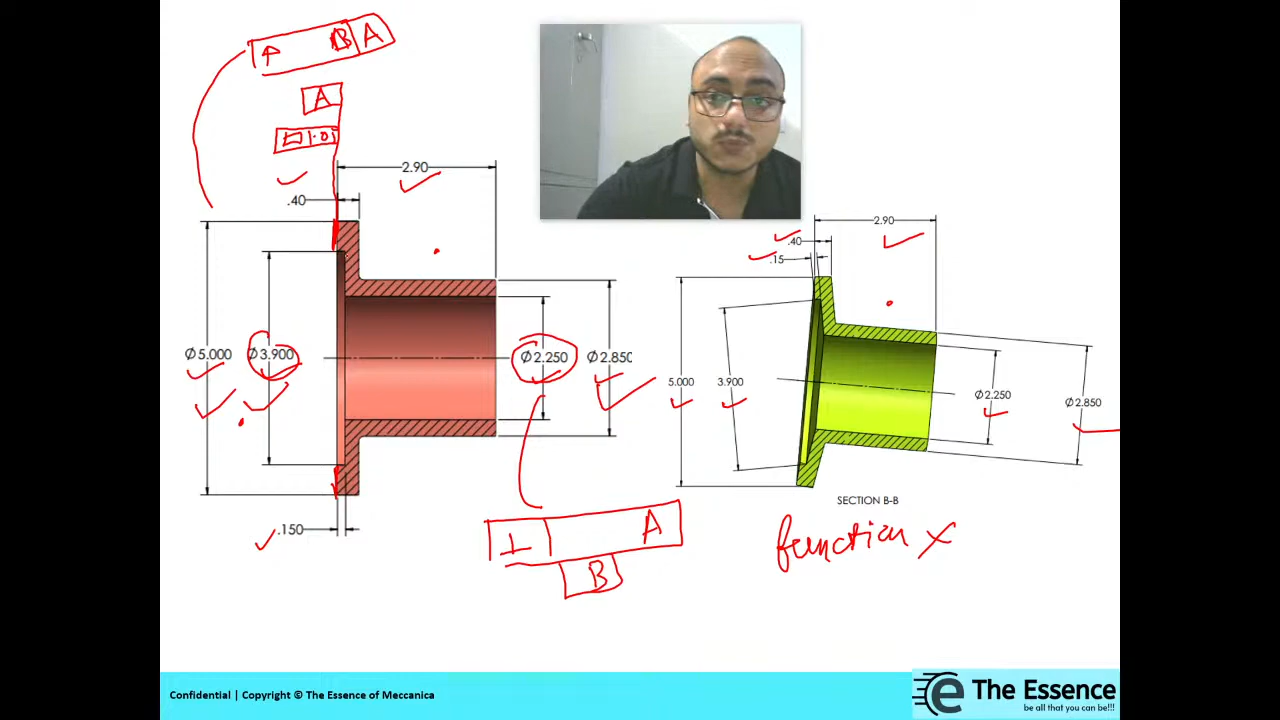 B A
A
2.90
.40
Ø5.000
Ø3.900
Ø2.250
Ø2.850
.150
⊥ A
B
2.90
.40
.15
5.000
3.900
Ø2.250
Ø2.850
SECTION B-B
function x
Confidential | Copyright © The Essence of Meccanica
The Essence
be all that you can be!!!